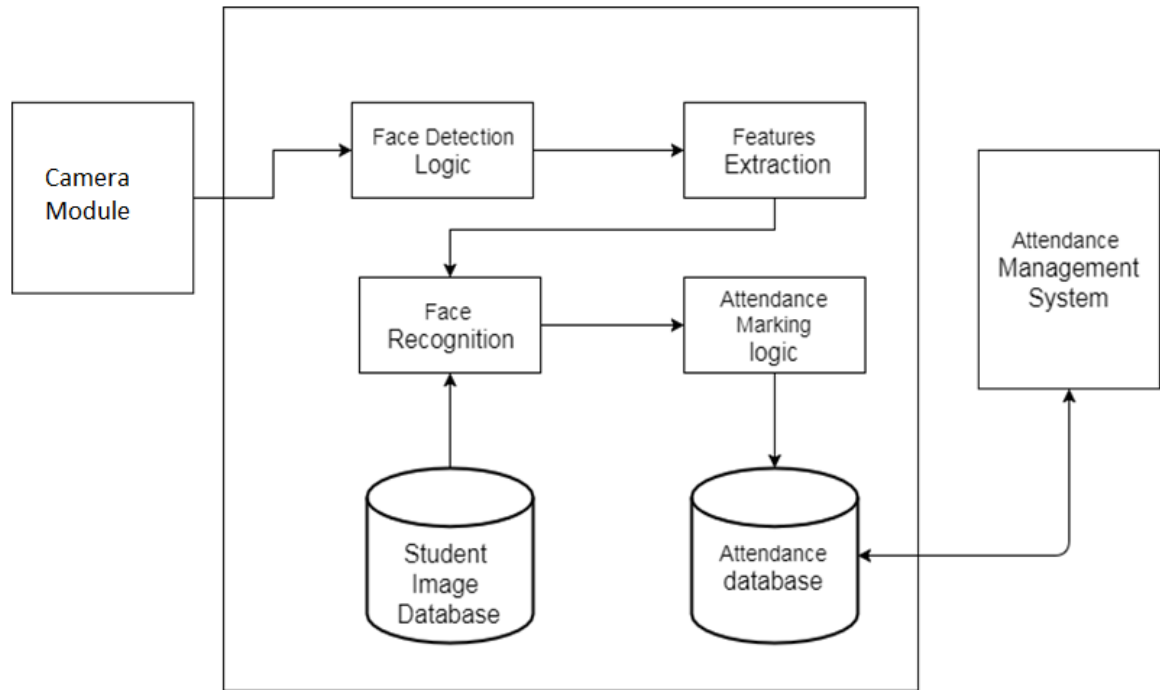 Camera
Module
Face Detection
Logic
Features
Extraction
Face
Recognition
Attendance
Marking
logic
Attendance
Management
System
Student
Image
Database
Attendance
database